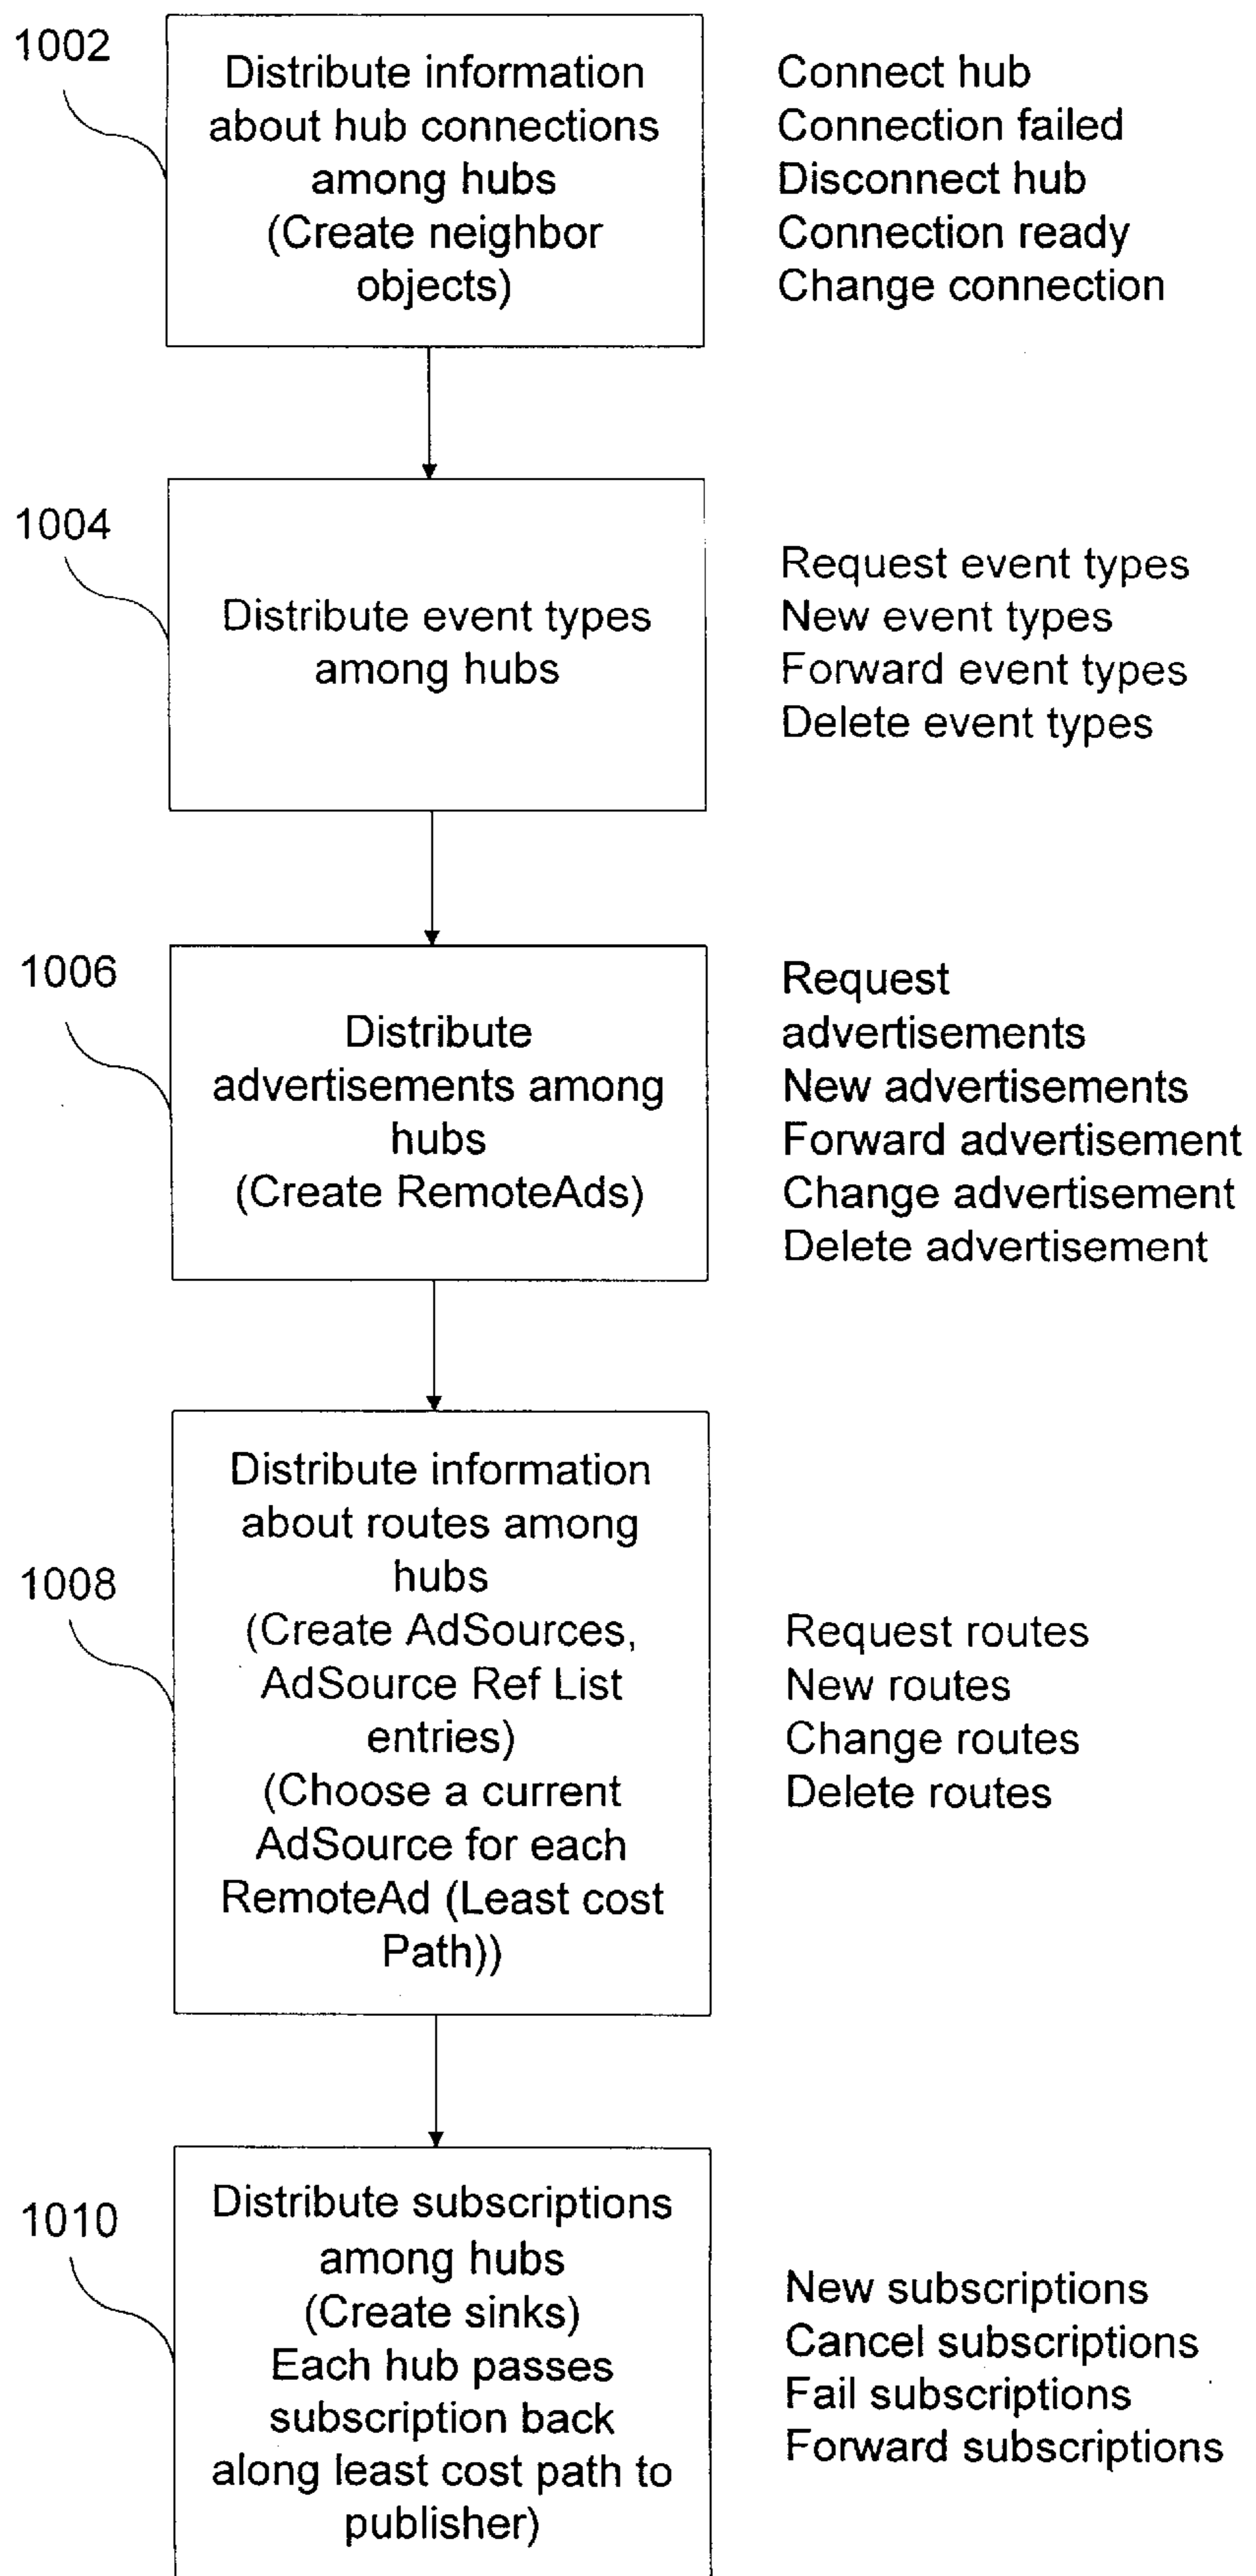 1002
Distribute information
about hub connections
among hubs
(Create neighbor
objects)
Connect hub
Connection failed
Disconnect hub
Connection ready
Change connection
1004
Distribute event types
among hubs
Request event types
New event types
Forward event types
Delete event types
1006
Distribute
advertisements among
hubs
(Create RemoteAds)
Request
advertisements
New advertisements
Forward advertisement
Change advertisement
Delete advertisement
1008
Distribute information
about routes among
hubs
(Create AdSources,
AdSource Ref List
entries)
(Choose a current
AdSource for each
RemoteAd (Least cost
Path))
Request routes
New routes
Change routes
Delete routes
1010
Distribute subscriptions
among hubs
(Create sinks)
Each hub passes
subscription back
along least cost path to
publisher)
New subscriptions
Cancel subscriptions
Fail subscriptions
Forward subscriptions